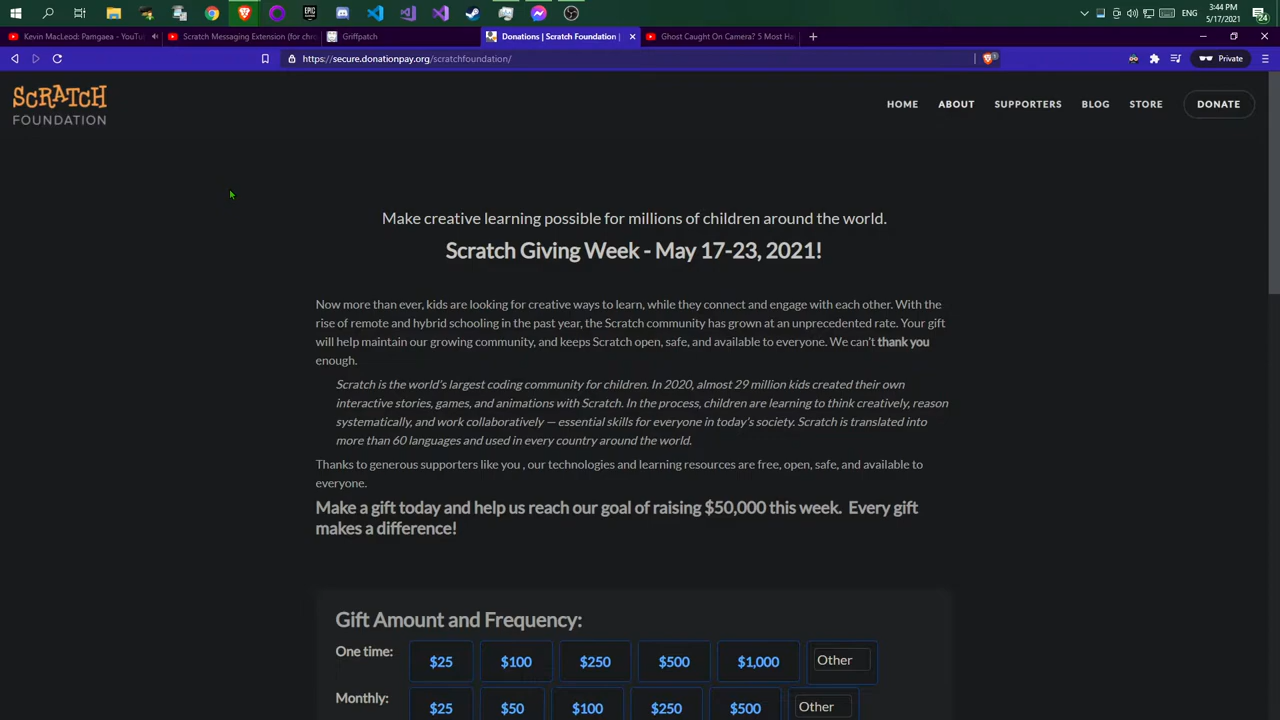 ENG
3:44 PM
5/17/2021
24
Kevin MacLeod: Pamgaea - YouTu
Scratch Messaging Extension (for chro
Griffpatch
Donations | Scratch Foundation |
Ghost Caught On Camera? 5 Most Ha
https://secure.donationpay.org/scratchfoundation/
1
Private
SCRATCH
FOUNDATION
HOME
ABOUT
SUPPORTERS
BLOG
STORE
DONATE
Make creative learning possible for millions of children around the world.
Scratch Giving Week - May 17-23, 2021!
Now more than ever, kids are looking for creative ways to learn, while they connect and engage with each other. With the
rise of remote and hybrid schooling in the past year, the Scratch community has grown at an unprecedented rate. Your gift
will help maintain our growing community, and keeps Scratch open, safe, and available to everyone. We can't thank you
enough.
Scratch is the world's largest coding community for children. In 2020, almost 29 million kids created their own
interactive stories, games, and animations with Scratch. In the process, children are learning to think creatively, reason
systematically, and work collaboratively — essential skills for everyone in today's society. Scratch is translated into
more than 60 languages and used in every country around the world.
Thanks to generous supporters like you , our technologies and learning resources are free, open, safe, and available to
everyone.
Make a gift today and help us reach our goal of raising $50,000 this week. Every gift
makes a difference!
Gift Amount and Frequency:
One time:
$25
$100
$250
$500
$1,000
Other
Monthly:
$25
$50
$100
$250
$500
Other